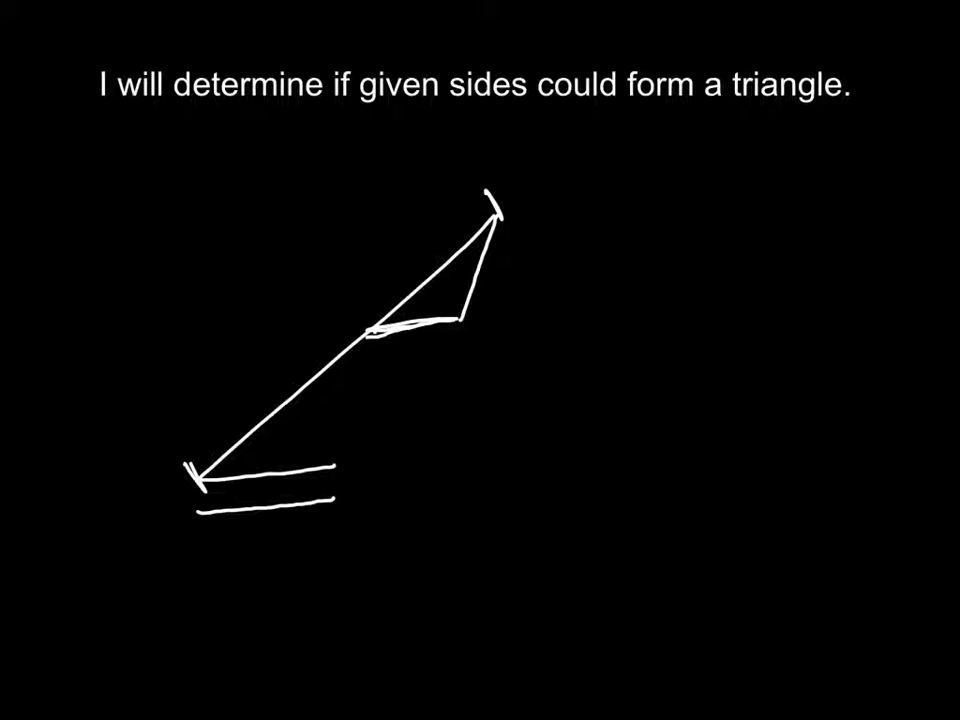 I will determine if given sides could form a triangle.